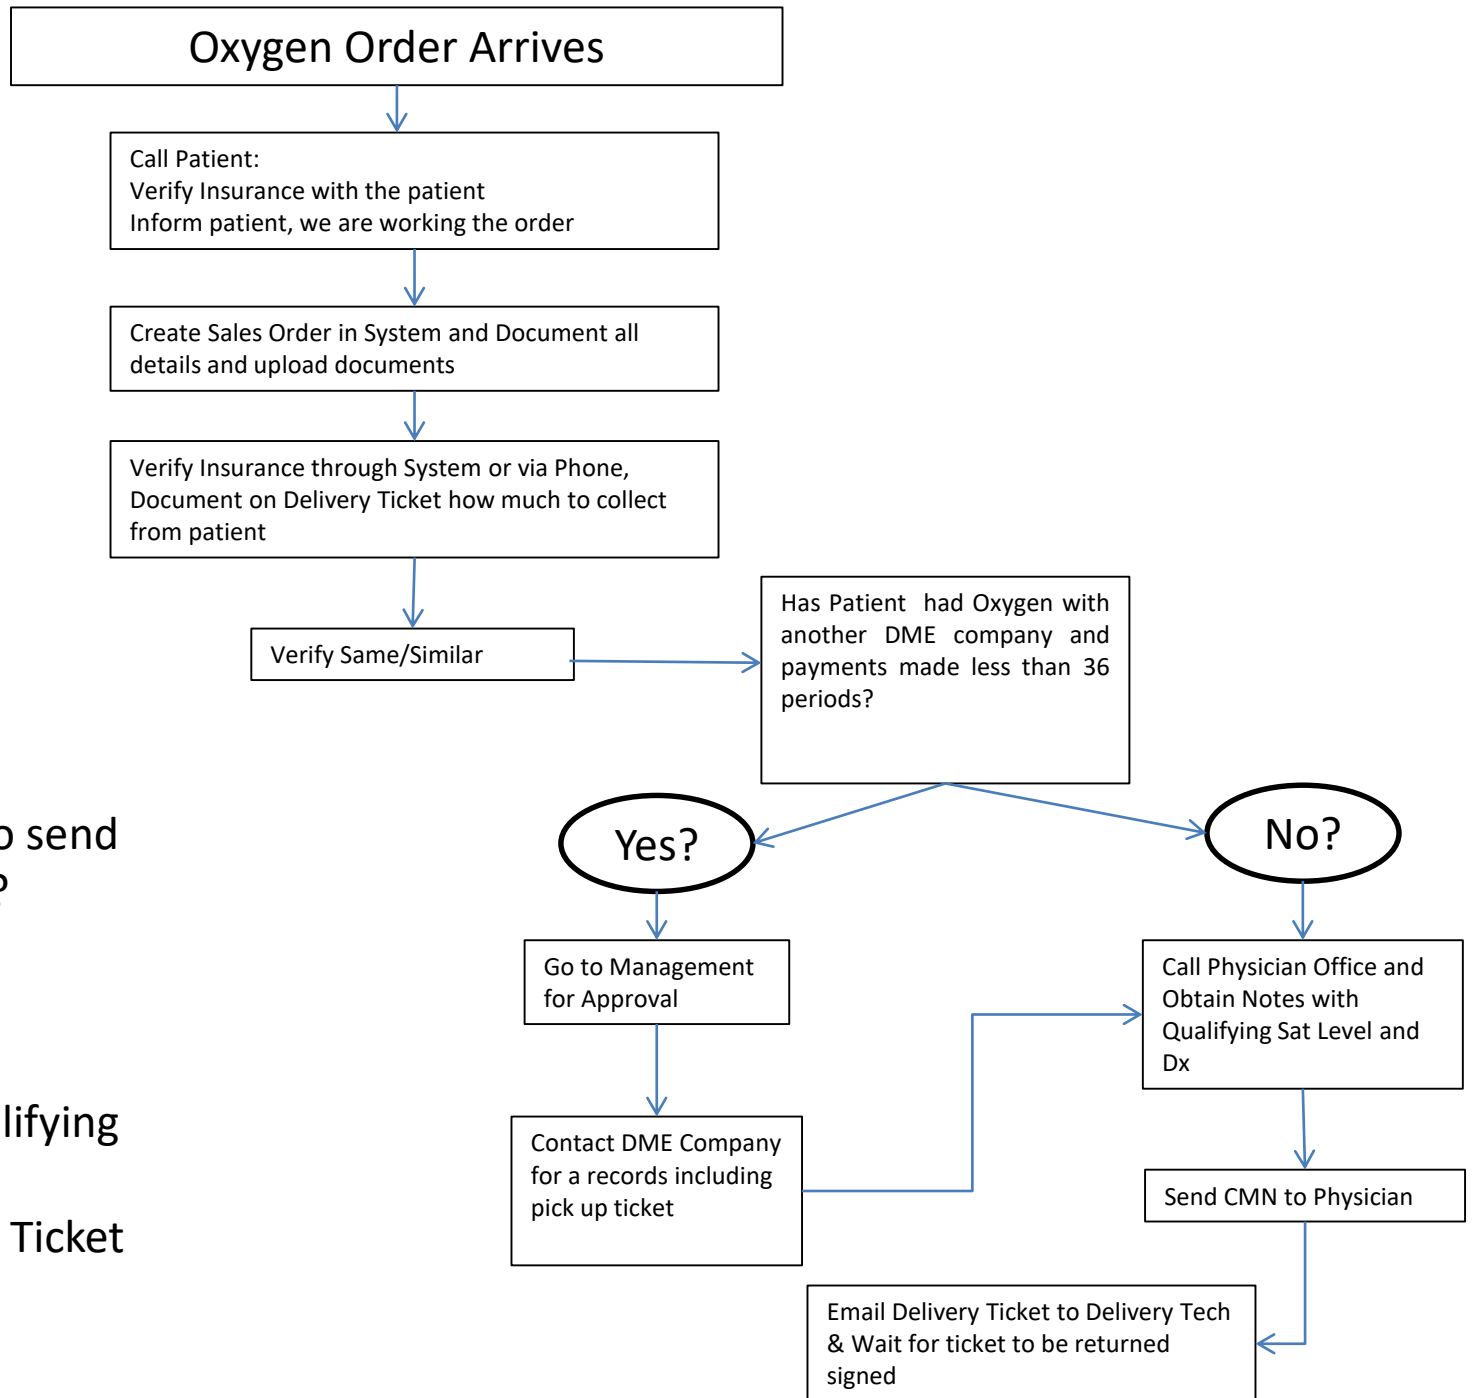 Oxygen Order Arrives
Call Patient:
Verify Insurance with the patient
Inform patient, we are working the order
Create Sales Order in System and Document all
details and upload documents
Verify Insurance through System or via Phone,
Document on Delivery Ticket how much to collect
from patient
Verify Same/Similar
Has Patient had Oxygen with
another DME company and
payments made less than 36
periods?
Yes?
No?
Go to Management
for Approval
Call Physician Office and
Obtain Notes with
Qualifying Sat Level and
Dx
Contact DME Company
for a records including
pick up ticket
Send CMN to Physician
Email Delivery Ticket to Delivery Tech
& Wait for ticket to be returned
signed
o send
?
lifying
Ticket